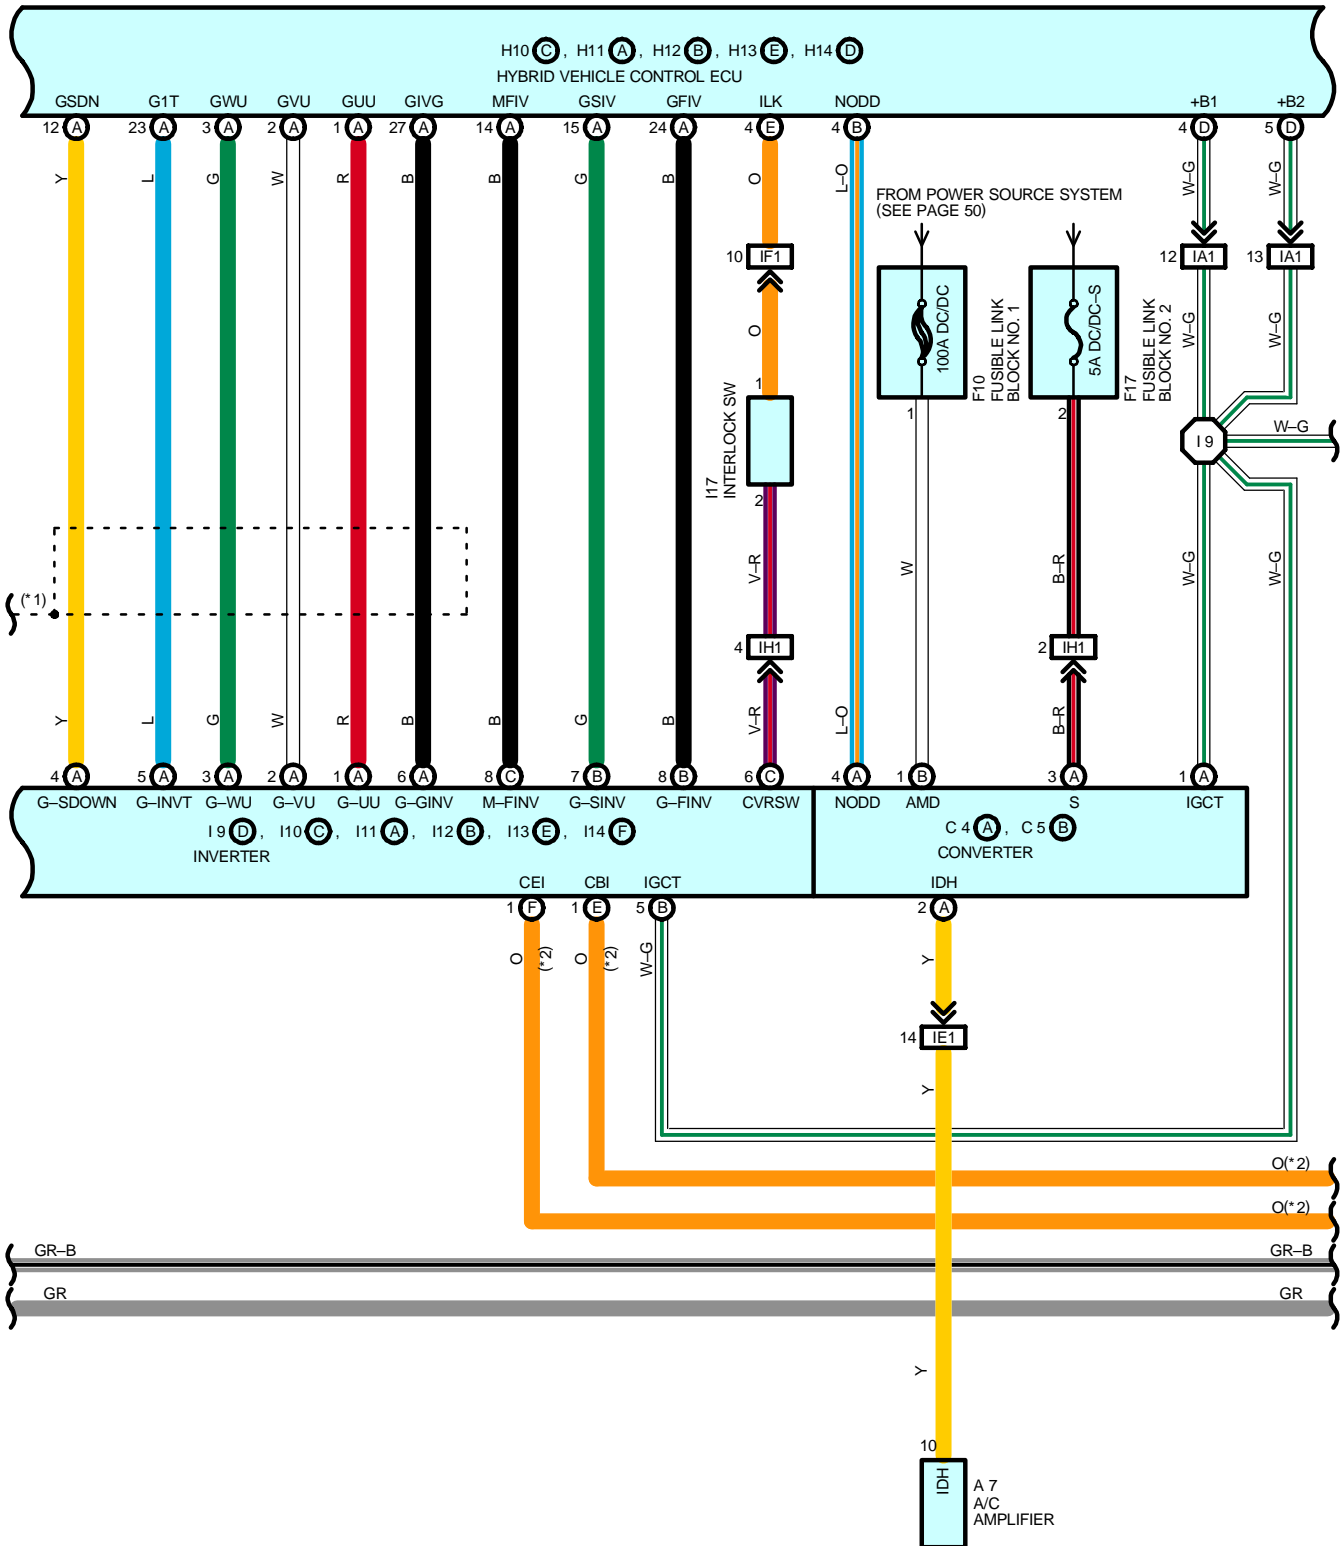 H10 C , H11 A , H12 B , H13 E , H14 D
HYBRID VEHICLE CONTROL ECU
GSDN G1T GWU GVU GUU GIVG MFIV GSIV GFIV ILK NODD +B1 +B2
12 A 23 A 3 A 2 A 1 A 27 A 14 A 15 A 24 A 4 E 4 B 4 D 5 D
Y L G W R B B G B O L–O W–G W–G
FROM POWER SOURCE SYSTEM
(SEE PAGE 50)
10 IF1 12 IA1 13 IA1
100A DC/DC
F10
FUSIBLE LINK
BLOCK NO. 1
5A DC/DC–S
F17
FUSIBLE LINK
BLOCK NO. 2
O W–G W–G
1
I17
INTERLOCK SW
2
1 2
I 9 W–G
V–R W B–R W–G W–G
(*1)
4 IH1 2 IH1
Y L G W R B B G B V–R L–O B–R
4 A 5 A 3 A 2 A 1 A 6 A 8 C 7 B 8 B 6 C 4 A 1 B 3 A 1 A
G–SDOWN G–INVT G–WU G–VU G–UU G–GINV M–FINV G–SINV G–FINV CVRSW NODD AMD S IGCT
I 9 D , I10 C , I11 A , I12 B , I13 E , I14 F
INVERTER
C 4 A , C 5 B
CONVERTER
CEI CBI IGCT IDH
1 F 1 E 5 B 2 A
O (*2) O (*2) W–G Y
14 IE1
Y
O(*2)
O(*2)
GR–B GR–B
GR GR
Y
10
IDH
A 7
A/C
AMPLIFIER